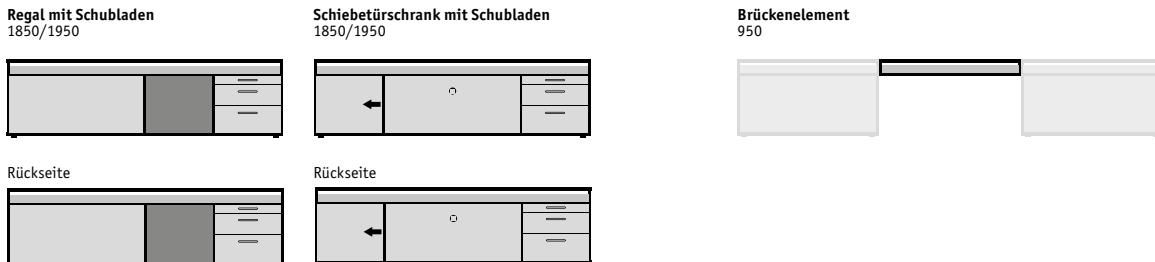 Regal mit Schubladen
1850/1950
Schiebetürschrank mit Schubladen
1850/1950
Brückenelement
950
Rückseite
Rückseite